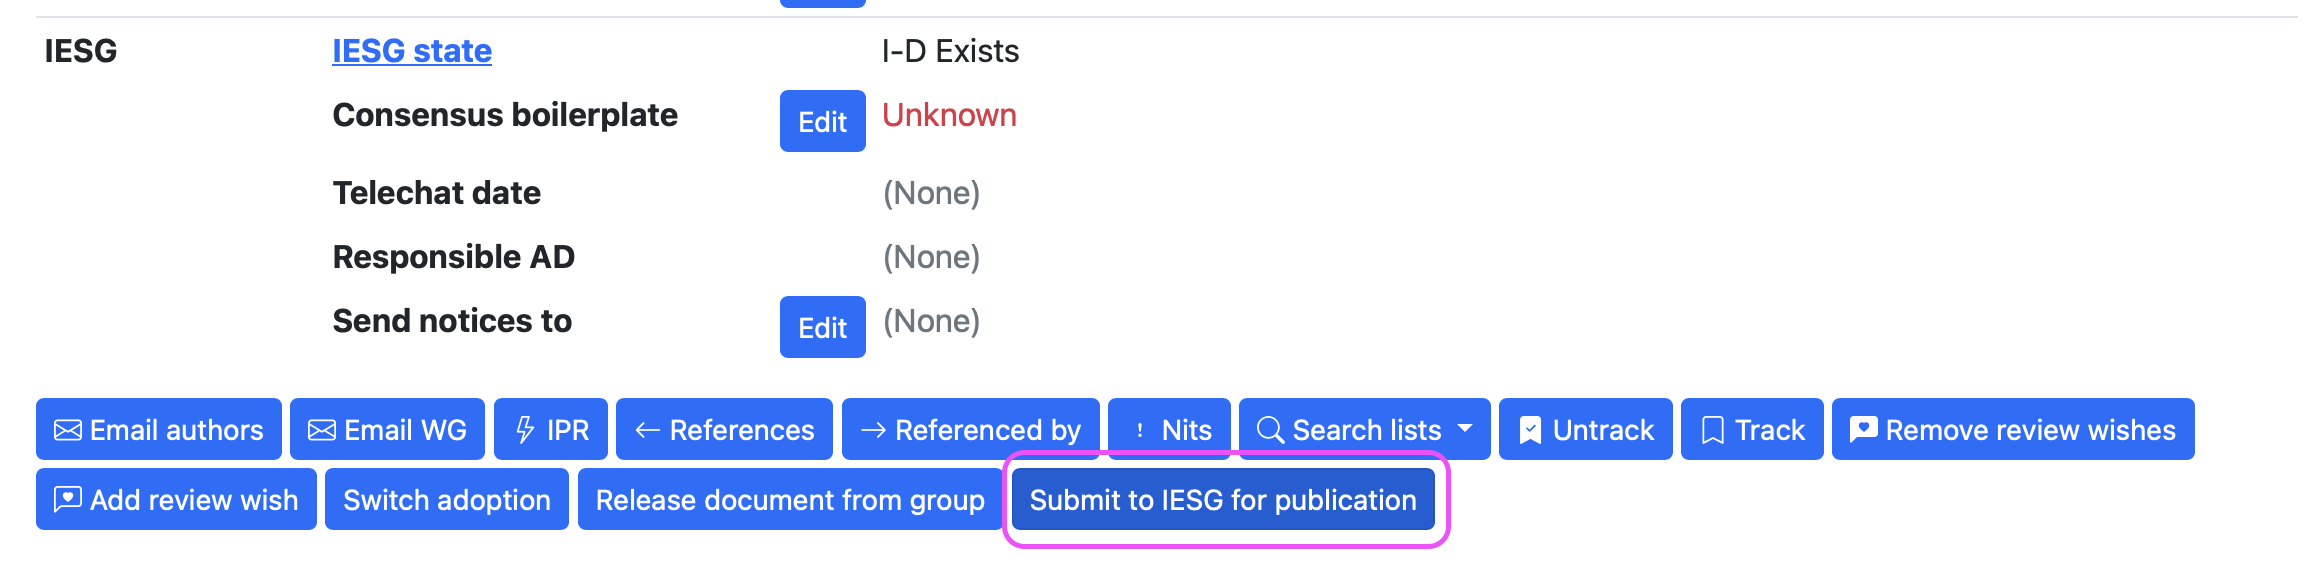 IESG IESG state I-D Exists
Consensus boilerplate Edit Unknown
Telechat date (None)
Responsible AD (None)
Send notices to Edit (None)
Email authors Email WG IPR References Referenced by ! Nits Search lists Untrack Track Remove review wishes
Add review wish Switch adoption Release document from group Submit to IESG for publication